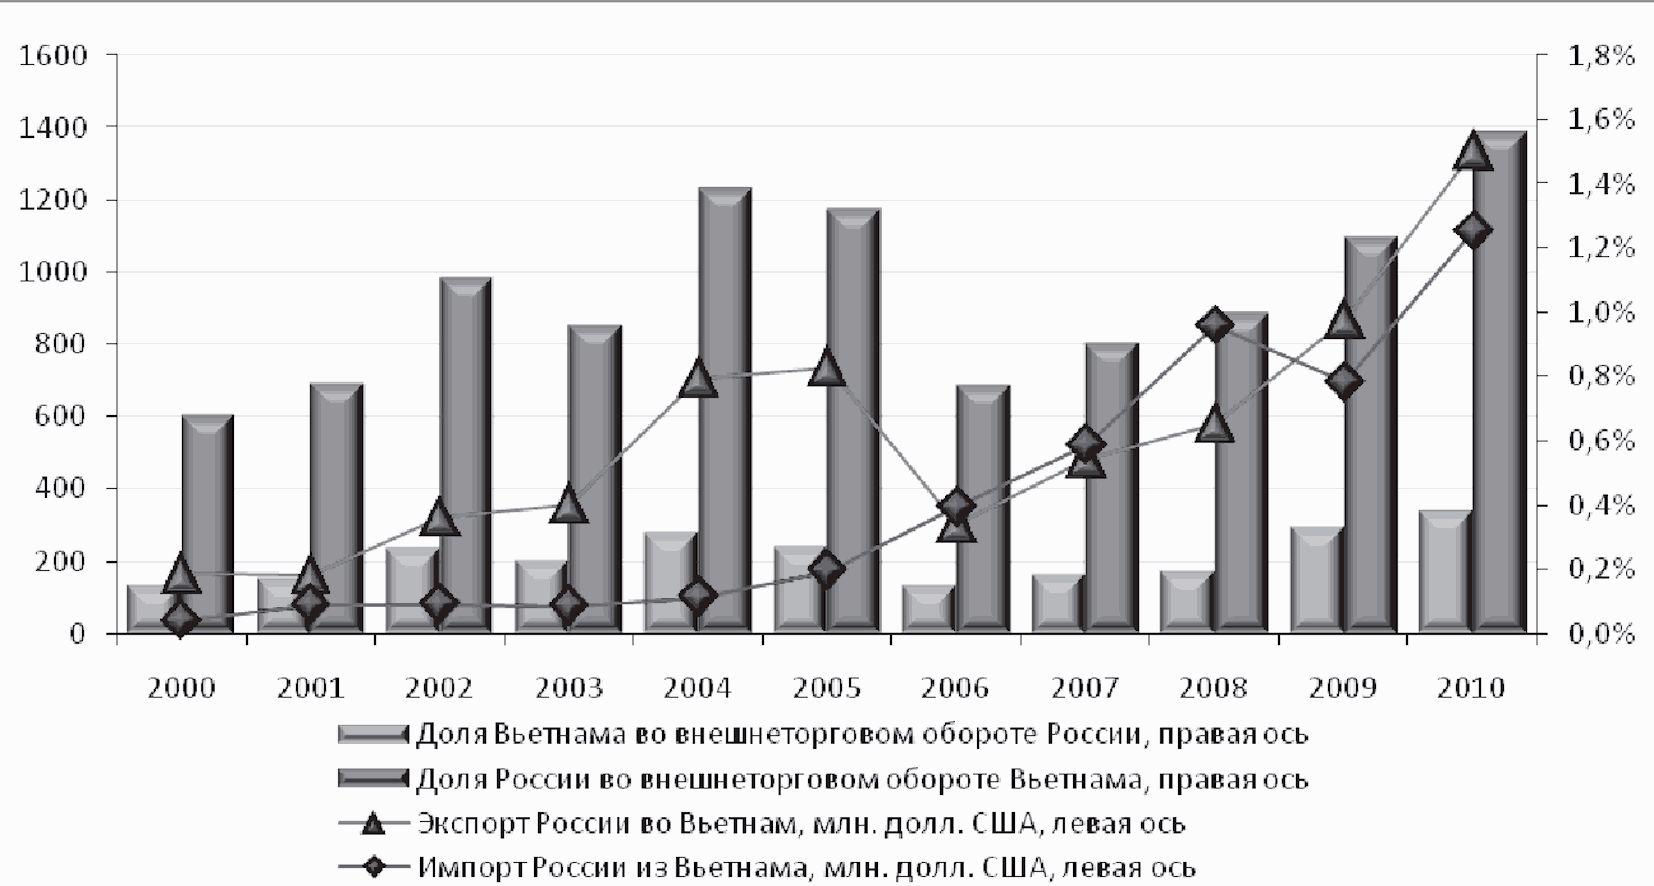 1600 1,8%
1400 1,6%
1200 1,4%
1000 1,2%
800 1,0%
600 0,8%
400 0,6%
200 0,4%
0 0,2%
0,0%
2000 2001 2002 2003 2004 2005 2006 2007 2008 2009 2010
Доля Вьетнама во внешнеторговом обороте России, правая ось
Доля России во внешнеторговом обороте Вьетнама, правая ось
Экспорт России во Вьетнам, млн. долл. США, левая ось
Импорт России из Вьетнама, млн. долл. США, левая ось